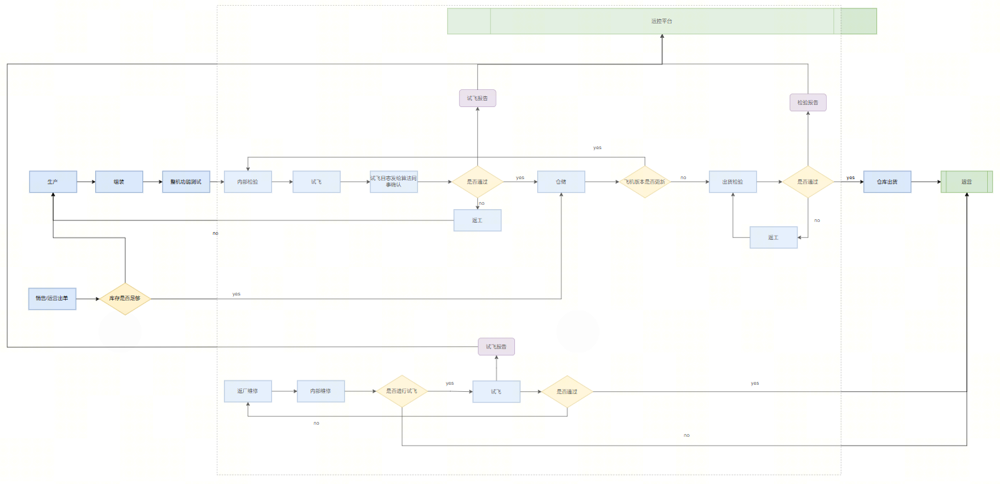 运控平台
试飞报告
检验报告
yes
生产
组装
整机功能测试
内部检验
试飞
试飞日志发给算法同
事确认
是否通过
yes
仓储
飞机版本是否更新
no
出货检验
是否通过
yes
仓库出货
运营
no
返工
no
返工
no
销售/运营出单
库存是否足够
yes
试飞报告
返厂维修
内部维修
是否进行试飞
yes
试飞
是否通过
yes
no
no